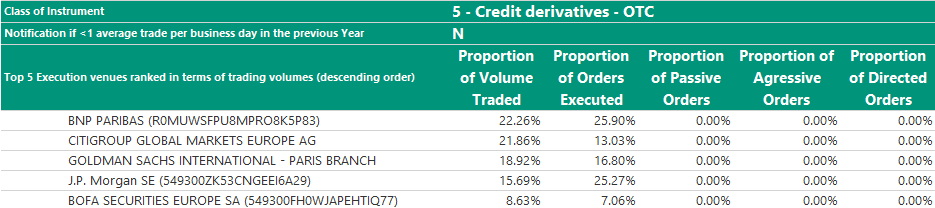 Class of Instrument 5 - Credit derivatives - OTC
Notification if <1 average trade per business day in the previous Year N
Top 5 Execution venues ranked in terms of trading volumes (descending order) Proportion of Volume Traded Proportion of Orders Executed Proportion of Passive Orders Proportion of Agressive Orders Proportion of Directed Orders
BNP PARIBAS (R0MUWSFPU8MPRO8K5P83) 22.26% 25.90% 0.00% 0.00% 0.00%
CITIGROUP GLOBAL MARKETS EUROPE AG 21.86% 13.03% 0.00% 0.00% 0.00%
GOLDMAN SACHS INTERNATIONAL - PARIS BRANCH 18.92% 16.80% 0.00% 0.00% 0.00%
J.P. Morgan SE (549300ZK53CNGEEI6A29) 15.69% 25.27% 0.00% 0.00% 0.00%
BOFA SECURITIES EUROPE SA (549300FH0WJAPEHTIQ77) 8.63% 7.06% 0.00% 0.00% 0.00%